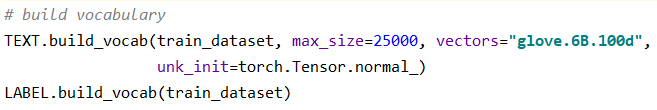 # build vocabulary
TEXT.build_vocab(train_dataset, max_size=25000, vectors="glove.6B.100d",
                 unk_init=torch.Tensor.normal_)
LABEL.build_vocab(train_dataset)